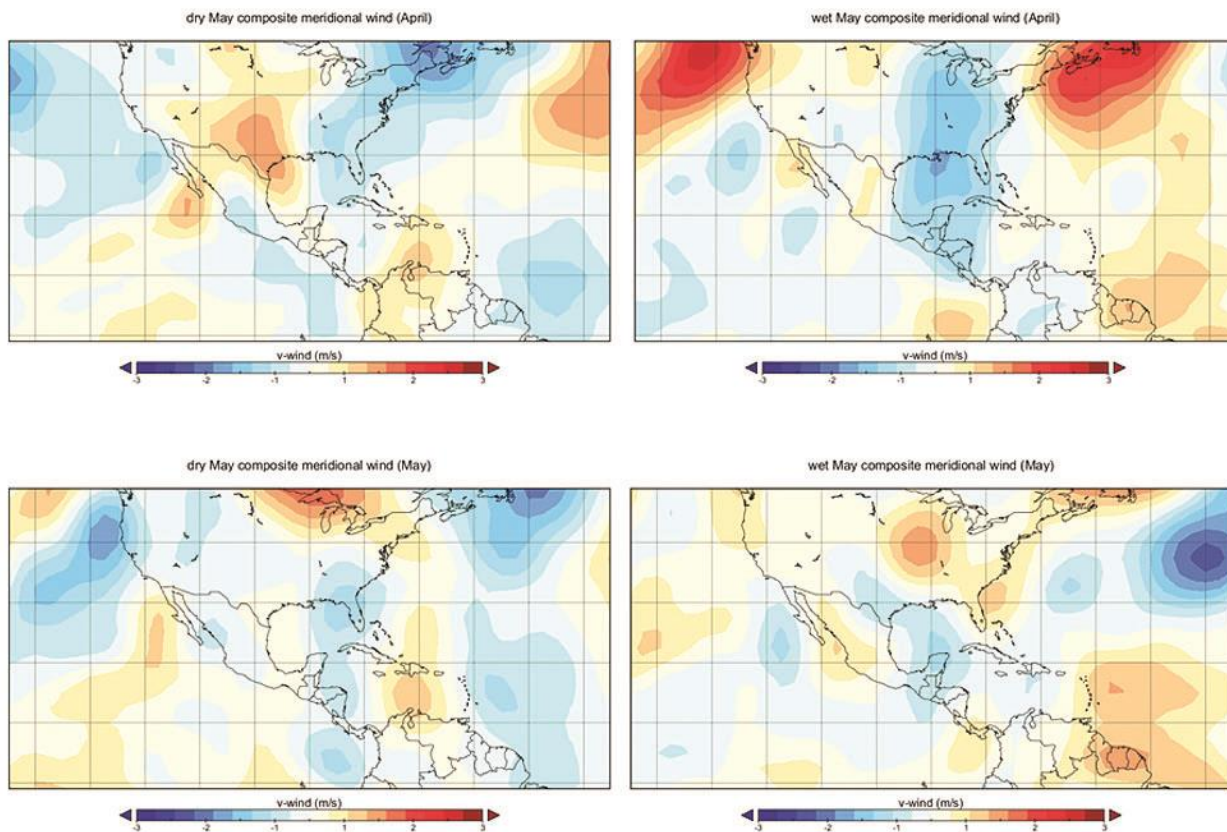 dry May composite meridional wind (April)
wet May composite meridional wind (April)
v-wind (m/s)
-3 -2 -1 1 2 3
v-wind (m/s)
-3 -2 -1 1 2 3
dry May composite meridional wind (May)
wet May composite meridional wind (May)
v-wind (m/s)
-3 -2 -1 1 2 3
v-wind (m/s)
-3 -2 -1 1 2 3